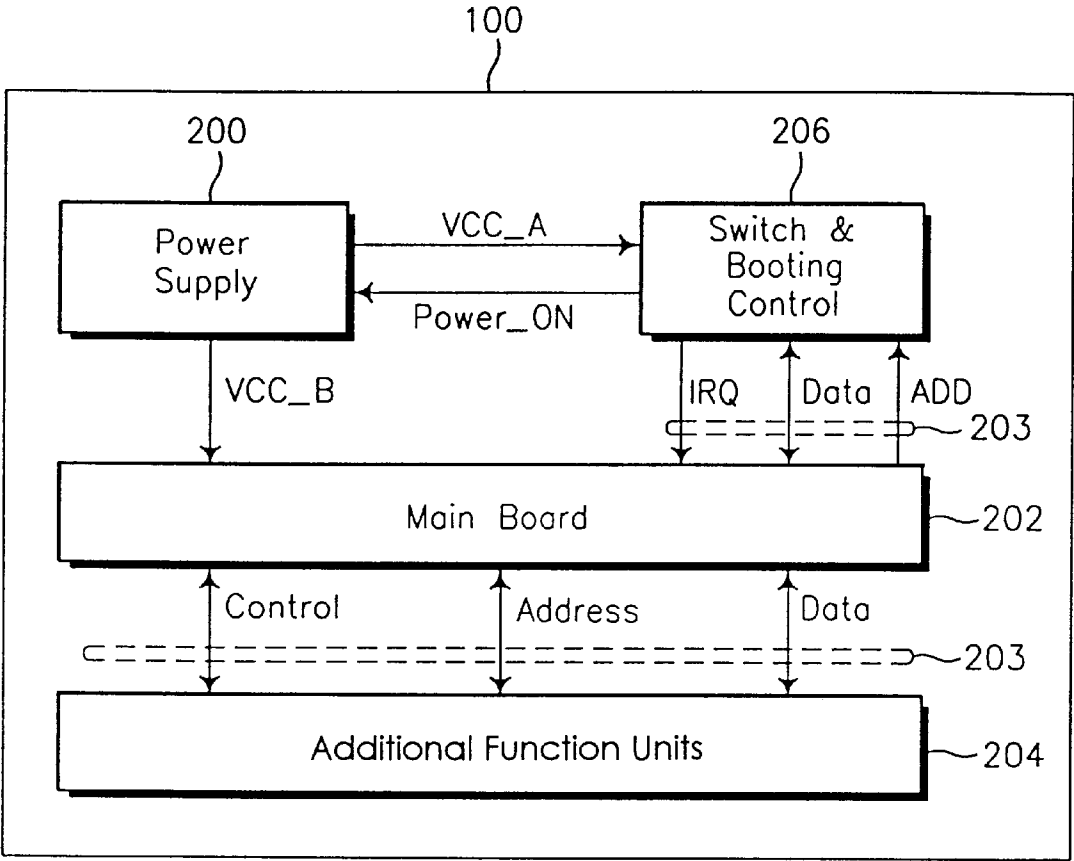 100
200
206
Power
Supply
VCC_A
Power_ON
Switch &
Booting
Control
VCC_B
IRQ
Data
ADD
203
Main Board
202
Control
Address
Data
203
Additional Function Units
204